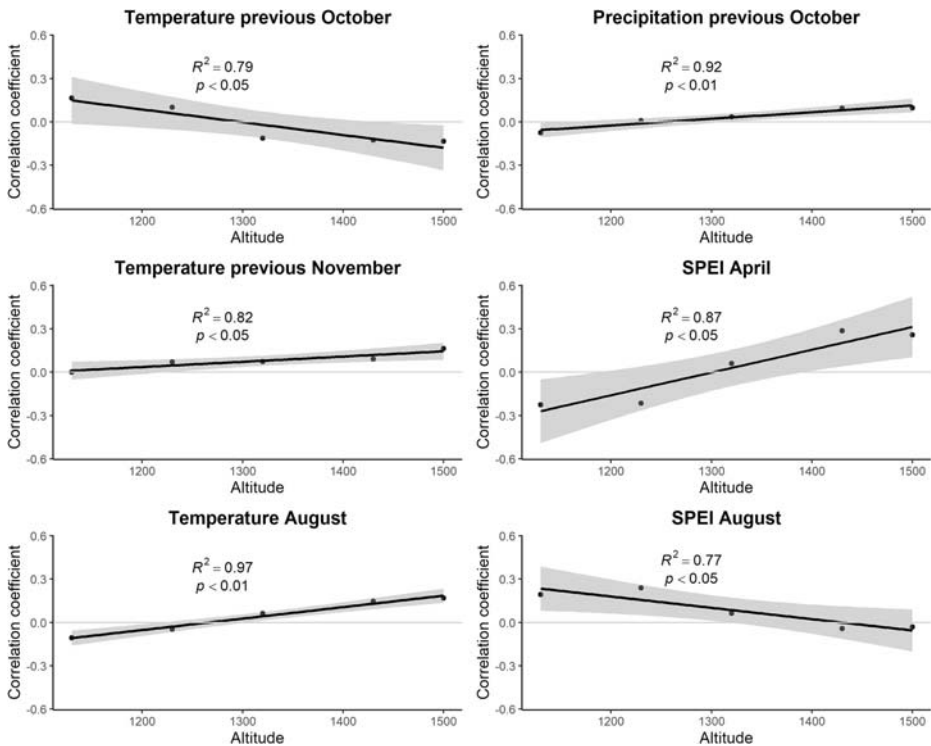 Temperature previous October
Correlation coefficient
0.6
0.3
0.0
-0.3
-0.6
R² = 0.79
p < 0.05
1200
1300
1400
1500
Altitude
Precipitation previous October
Correlation coefficient
0.6
0.3
0.0
-0.3
-0.6
R² = 0.92
p < 0.01
1200
1300
1400
1500
Altitude
Temperature previous November
Correlation coefficient
0.6
0.3
0.0
-0.3
-0.6
R² = 0.82
p < 0.05
1200
1300
1400
1500
Altitude
SPEI April
Correlation coefficient
0.6
0.3
0.0
-0.3
-0.6
R² = 0.87
p < 0.05
1200
1300
1400
1500
Altitude
Temperature August
Correlation coefficient
0.6
0.3
0.0
-0.3
-0.6
R² = 0.97
p < 0.01
1200
1300
1400
1500
Altitude
SPEI August
Correlation coefficient
0.6
0.3
0.0
-0.3
-0.6
R² = 0.77
p < 0.05
1200
1300
1400
1500
Altitude